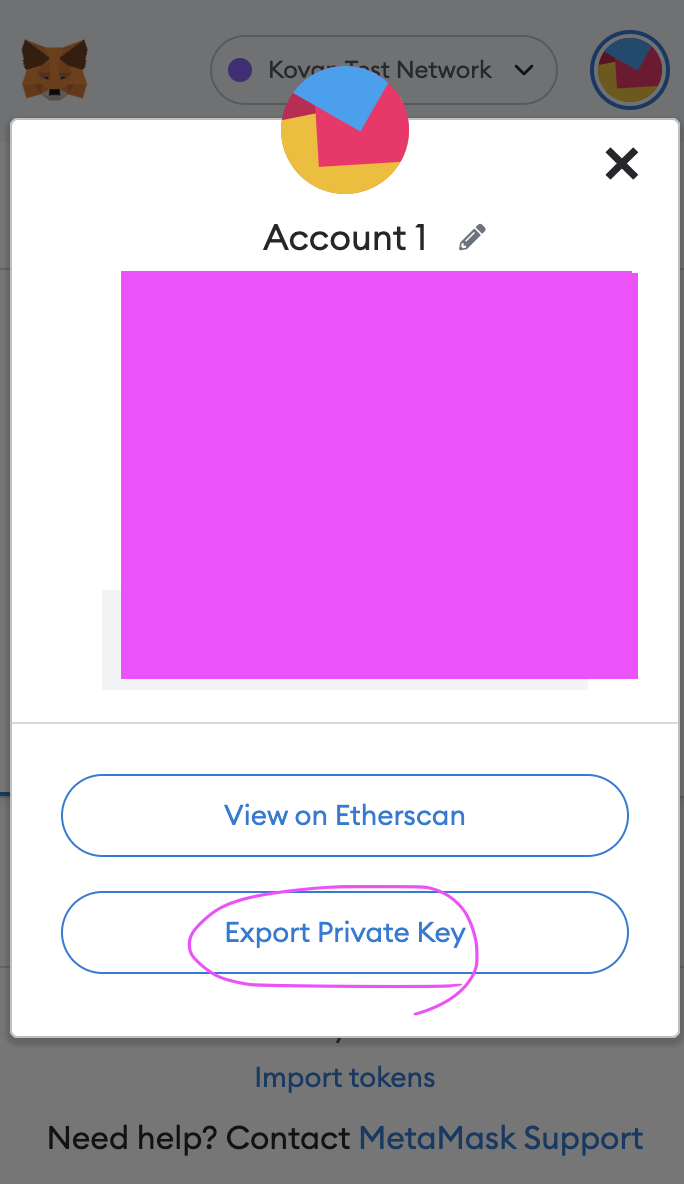 Kovan Test Network
Account 1
View on Etherscan
Export Private Key
Import tokens
Need help? Contact MetaMask Support